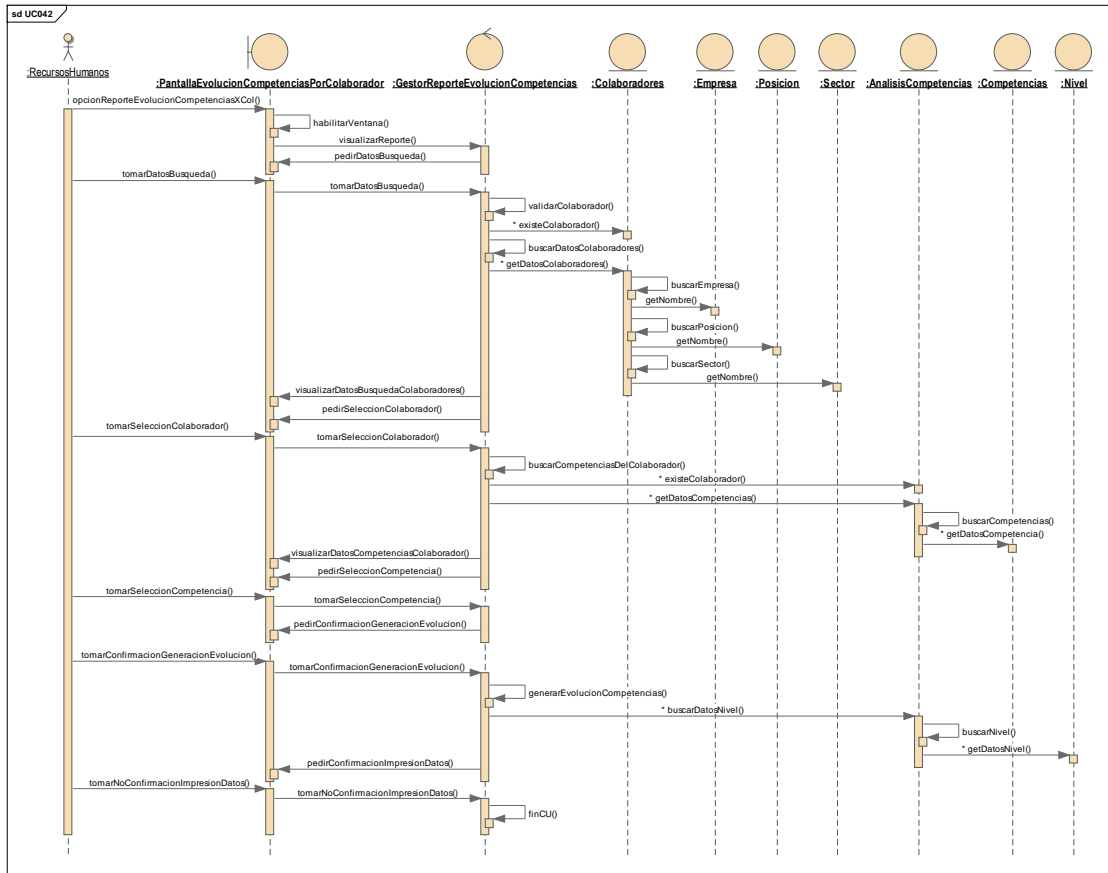 sd UC042
:RecursosHumanos
:PantallaEvolucionCompetenciasPorColaborador
:GestorReporteEvolucionCompetencias
:Colaboradores
:Empresa
:Posicion
:Sector
:AnalisisCompetencias
:Competencias
:Nivel
opcionReporteEvolucionCompetenciasXCol()
habilitarVentana()
visualizarReporte()
pedirDatosBusqueda()
tomarDatosBusqueda()
tomarDatosBusqueda()
validarColaborador()
* existeColaborador()
buscarDatosColaboradores()
* getDatosColaboradores()
buscarEmpresa()
getNombre()
buscarPosicion()
getNombre()
buscarSector()
getNombre()
visualizarDatosBusquedaColaboradores()
pedirSeleccionColaborador()
tomarSeleccionColaborador()
tomarSeleccionColaborador()
buscarCompetenciasDelColaborador()
* existeColaborador()
* getDatosCompetencias()
buscarCompetencias()
* getDatosCompetencia()
visualizarDatosCompetenciasColaborador()
pedirSeleccionCompetencia()
tomarSeleccionCompetencia()
tomarSeleccionCompetencia()
pedirConfirmacionGeneracionEvolucion()
tomarConfirmacionGeneracionEvolucion()
tomarConfirmacionGeneracionEvolucion()
generarEvolucionCompetencias()
* buscarDatosNivel()
buscarNivel()
* getDatosNivel()
pedirConfirmacionImpresionDatos()
tomarNoConfirmacionImpresionDatos()
tomarNoConfirmacionImpresionDatos()
finCU()